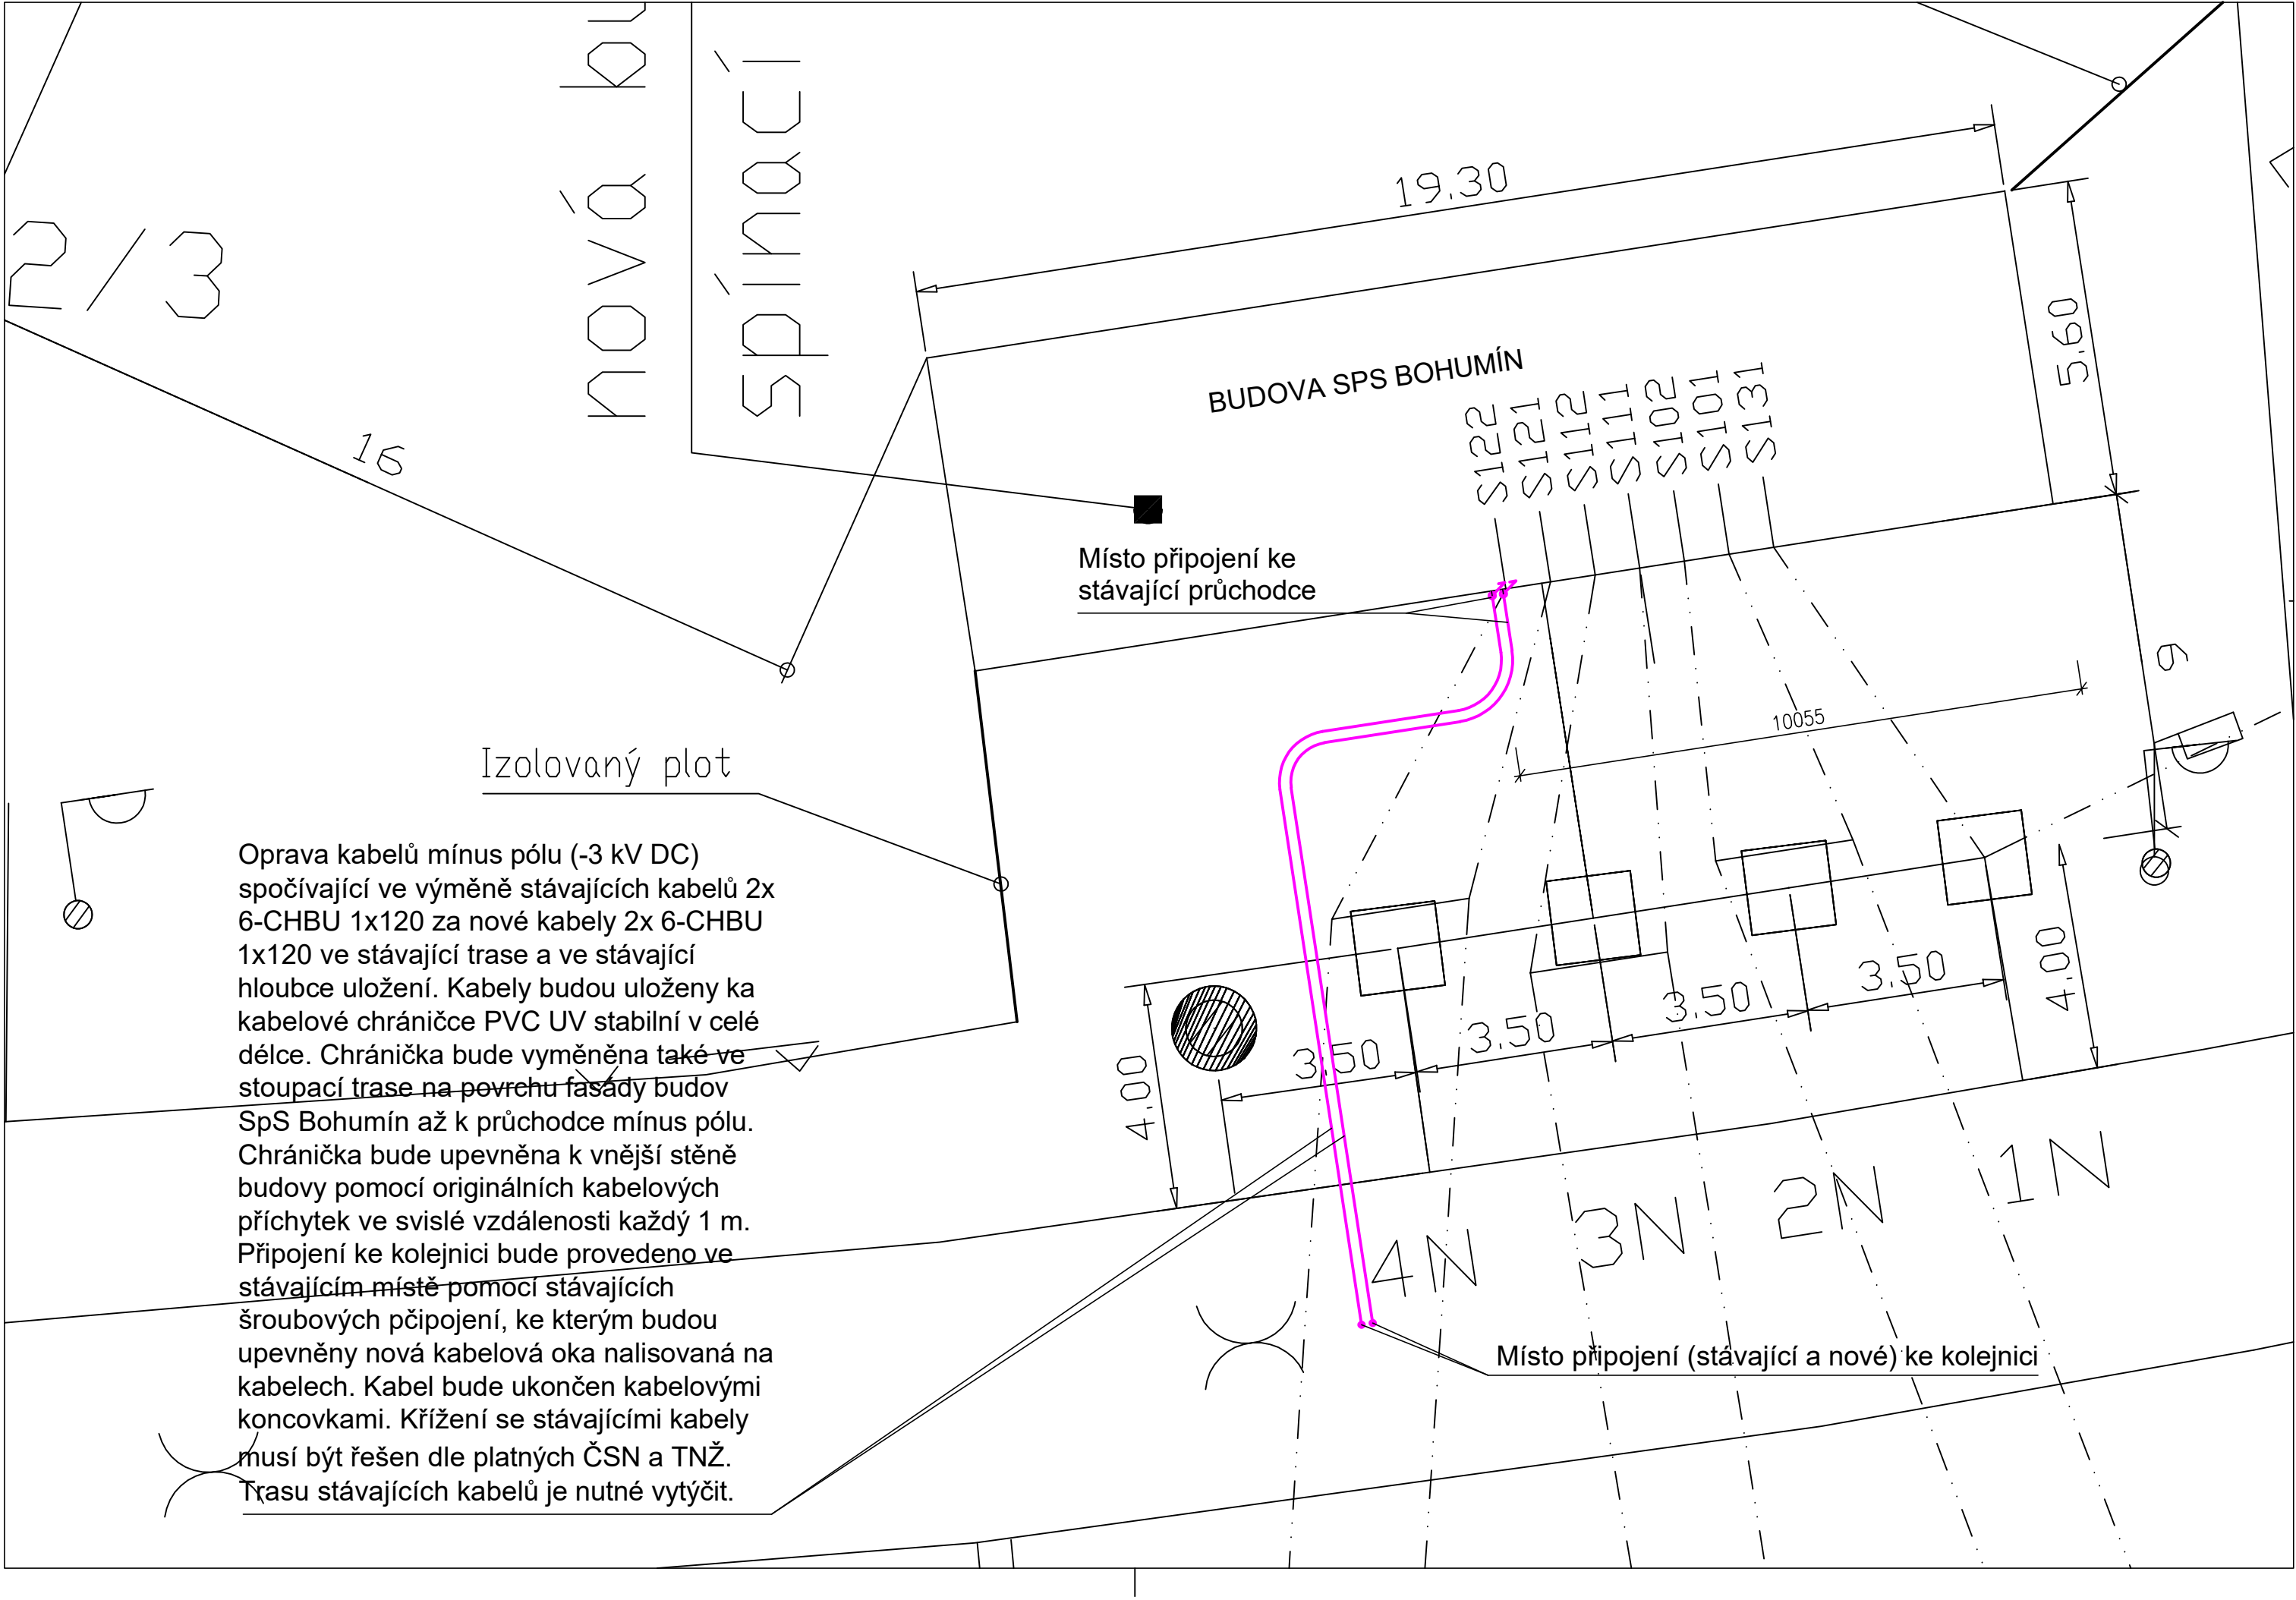 2/3
nová
spínací
16
19.30
5.60
BUDOVA SPS BOHUMÍN
S122
S121
S112
S111
S102
S101
S131
Místo připojení ke
stávající průchodce
9
10055
Izolovaný plot
Oprava kabelů mínus pólu (-3 kV DC)
spočívající ve výměně stávajících kabelů 2x
6-CHBU 1x120 za nové kabely 2x 6-CHBU
1x120 ve stávající trase a ve stávající
hloubce uložení. Kabely budou uloženy ka
kabelové chráničce PVC UV stabilní v celé
délce. Chránička bude vyměněna také ve
stoupací trase na povrchu fasády budov
SpS Bohumín až k průchodce mínus pólu.
Chránička bude upevněna k vnější stěně
budovy pomocí originálních kabelových
příchytek ve svislé vzdálenosti každý 1 m.
Připojení ke kolejnici bude provedeno ve
stávajícím místě pomocí stávajících
šroubových pčipojení, ke kterým budou
upevněny nová kabelová oka nalisovaná na
kabelech. Kabel bude ukončen kabelovými
koncovkami. Křížení se stávajícími kabely
musí být řešen dle platných ČSN a TNŽ.
Trasu stávajících kabelů je nutné vytýčit.
4.00
3.50
3.50
3.50
3.50
4.00
4N
3N
2N
1N
Místo připojení (stávající a nové) ke kolejnici